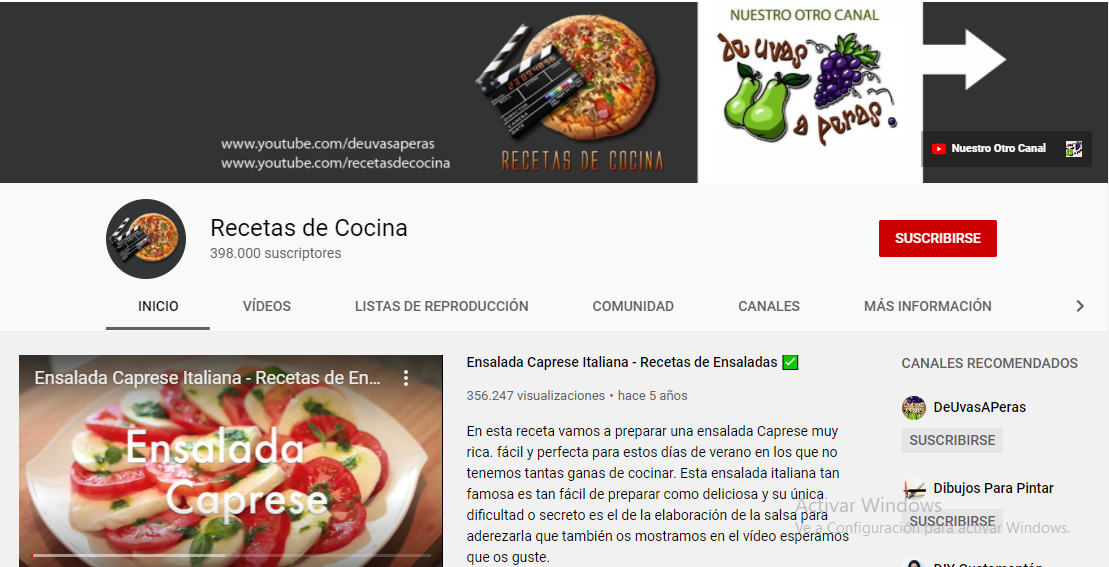 NUESTRO OTRO CANAL
de uvas
a peras.
www.youtube.com/deuvasaperas
www.youtube.com/recetasdecocina
RECETAS DE COCINA
Nuestro Otro Canal
Recetas de Cocina
398.000 suscriptores
SUSCRIBIRSE
INICIO
VÍDEOS
LISTAS DE REPRODUCCIÓN
COMUNIDAD
CANALES
MÁS INFORMACIÓN
Ensalada Caprese Italiana - Recetas de En...
Ensalada
Caprese
Ensalada Caprese Italiana - Recetas de Ensaladas
356.247 visualizaciones • hace 5 años
En esta receta vamos a preparar una ensalada Caprese muy
rica. fácil y perfecta para estos días de verano en los que no
tenemos tantas ganas de cocinar. Esta ensalada italiana tan
famosa es tan fácil de preparar como deliciosa y su única
dificultad o secreto es el de la elaboración de la salsa para
aderezarla que también os mostramos en el vídeo esperamos
que os guste.
CANALES RECOMENDADOS
DeUvasAPeras
SUSCRIBIRSE
Dibujos Para Pintar
SUSCRIBIRSE
Activar Windows
Ve a Configuración para activar Windows.